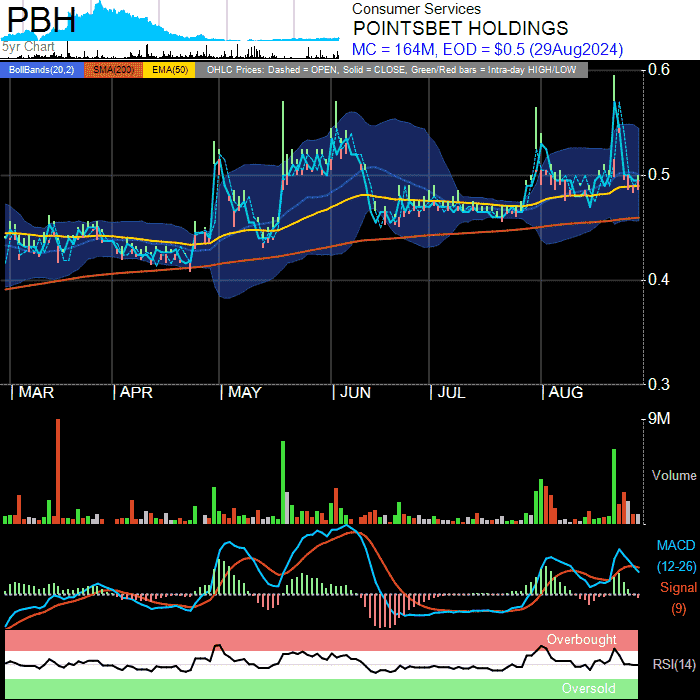 PBH
5yr Chart
Consumer Services
POINTSBET HOLDINGS
MC = 164M, EOD = $0.5 (29Aug2024)
BollBands(20,2) SMA(200) EMA(50) OHLC Prices: Dashed = OPEN, Solid = CLOSE, Green/Red bars = Intra-day HIGH/LOW
0.6
0.5
0.4
0.3
MAR APR MAY JUN JUL AUG
9M
Volume
MACD
(12-26)
Signal
(9)
Overbought
RSI(14)
Oversold